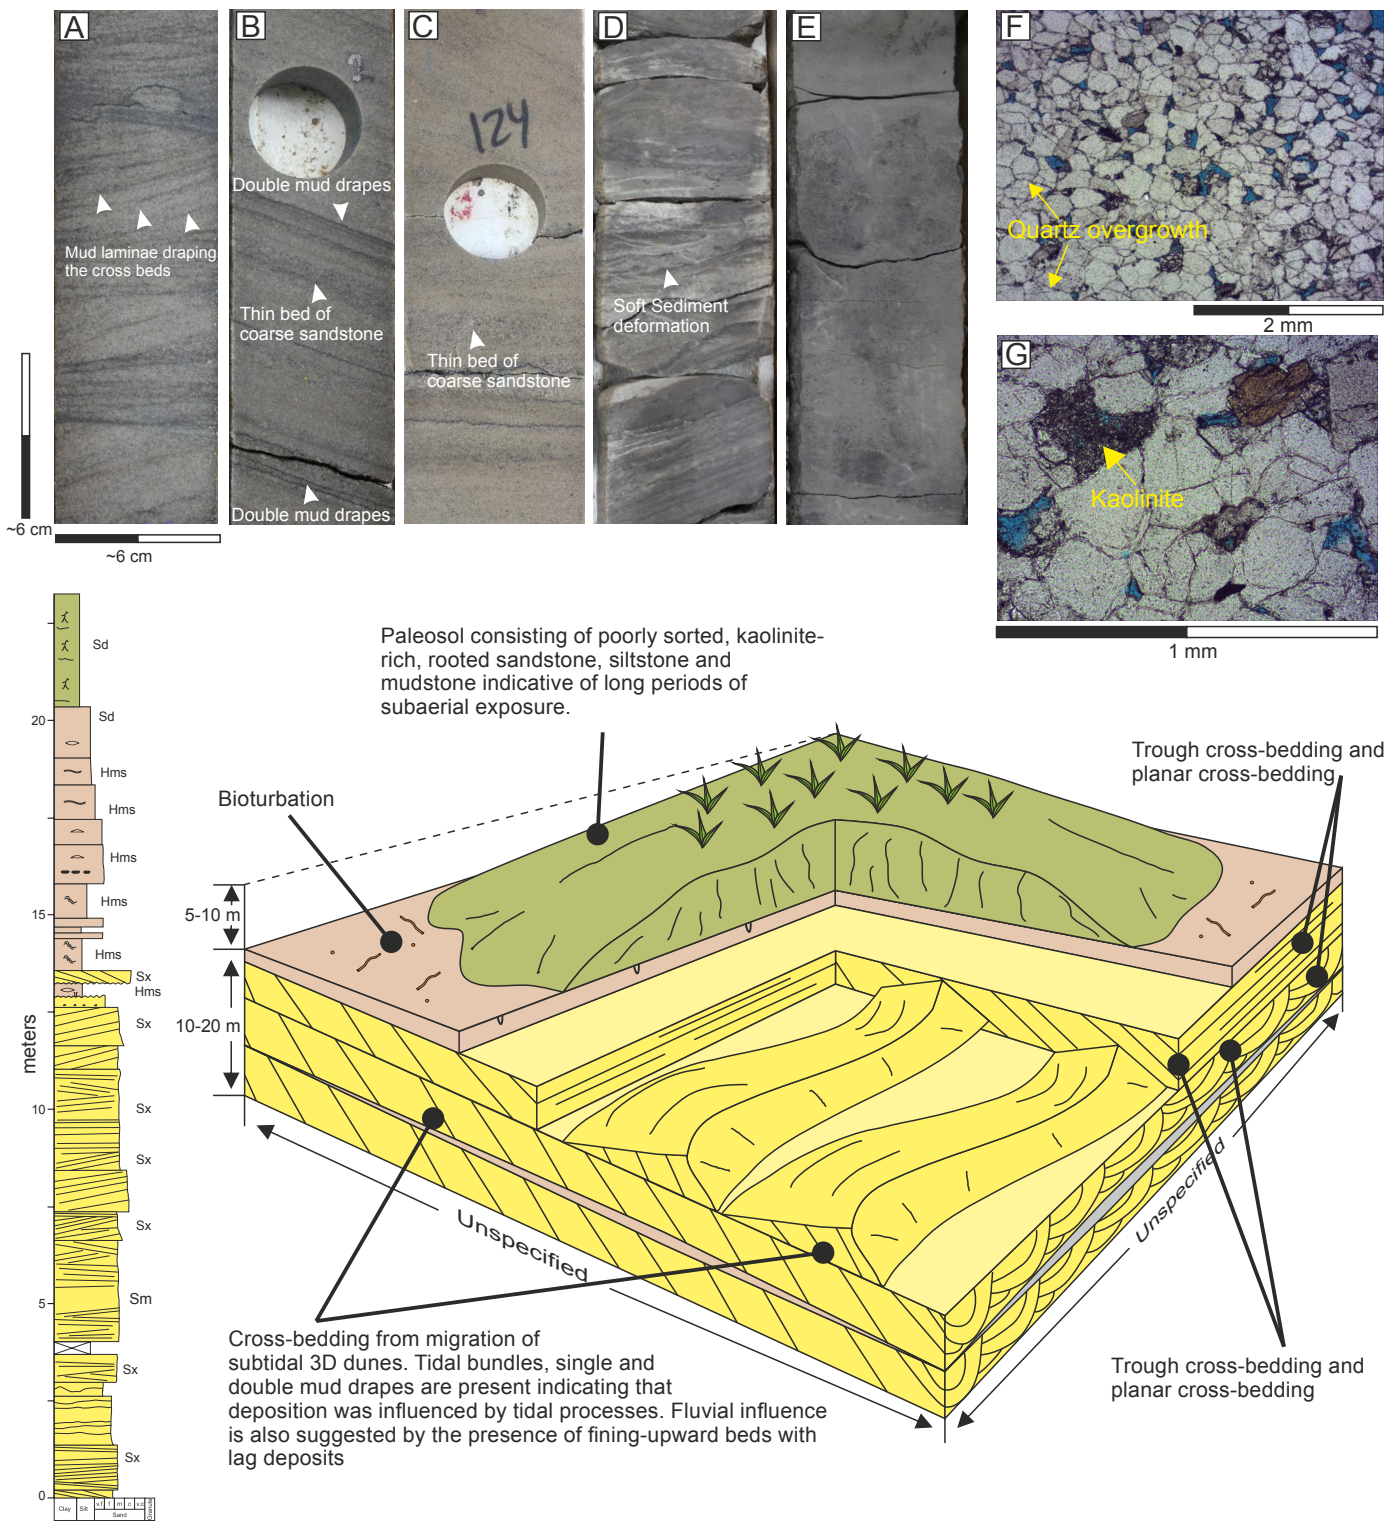 A
B
C
D
E
F
124
Double mud drapes
Mud laminae draping
the cross beds
Thin bed of
coarse sandstone
Thin bed of
coarse sandstone
Soft Sediment
deformation
Double mud drapes
~6 cm
~6 cm
Quartz overgrowth
2 mm
G
Kaolinite
1 mm
Paleosol consisting of poorly sorted, kaolinite-
rich, rooted sandstone, siltstone and
mudstone indicative of long periods of
subaerial exposure.
Trough cross-bedding and
planar cross-bedding
Bioturbation
5-10 m
10-20 m
Unspecified
Unspecified
Cross-bedding from migration of
subtidal 3D dunes. Tidal bundles, single and
double mud drapes are present indicating that
deposition was influenced by tidal processes. Fluvial influence
is also suggested by the presence of fining-upward beds with
lag deposits
Trough cross-bedding and
planar cross-bedding
Sd
20
Sd
Hms
Hms
Hms
15
Hms
Hms
Sx
Hms
Sx
meters
10
Sx
Sx
Sx
5
Sm
Sx
Sx
0
Clay Silt v.f f m c v.c Granule
Sand